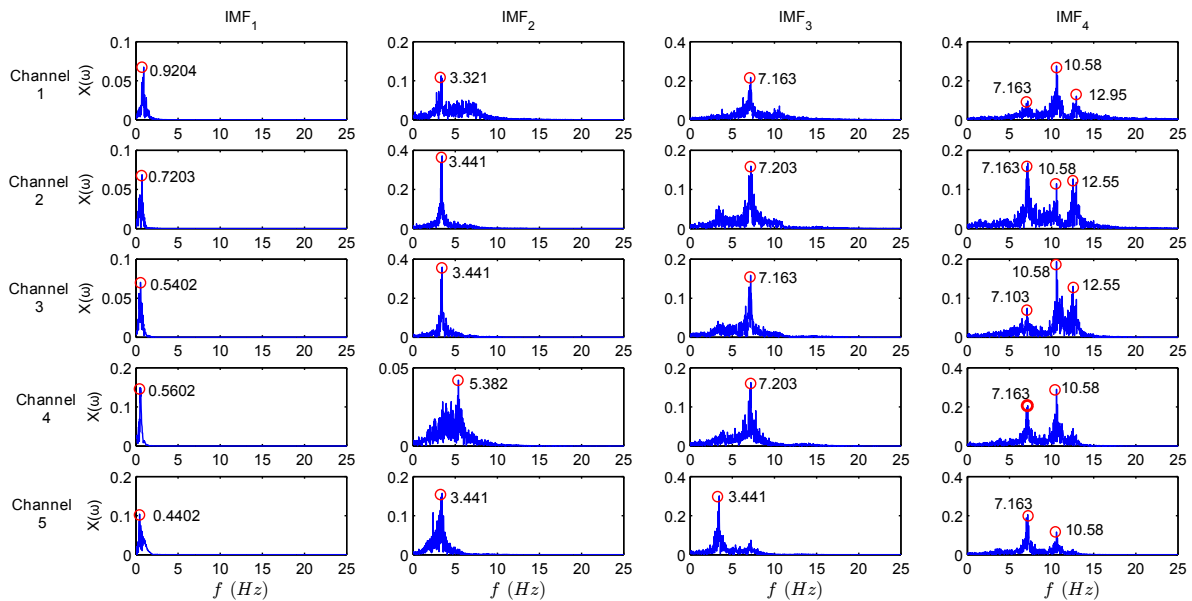 IMF1 IMF2 IMF3 IMF4
Channel 1
X(ω)
0.1 0.05 0
0.9204
0 5 10 15 20 25
0.2 0.1 0
3.321
0 5 10 15 20 25
0.4 0.2 0
7.163
0 5 10 15 20 25
0.4 0.2 0
7.163 10.58 12.95
0 5 10 15 20 25
Channel 2
X(ω)
0.1 0.05 0
0.7203
0 5 10 15 20 25
0.4 0.2 0
3.441
0 5 10 15 20 25
0.2 0.1 0
7.203
0 5 10 15 20 25
0.2 0.1 0
7.163 10.58 12.55
0 5 10 15 20 25
Channel 3
X(ω)
0.1 0.05 0
0.5402
0 5 10 15 20 25
0.4 0.2 0
3.441
0 5 10 15 20 25
0.2 0.1 0
7.163
0 5 10 15 20 25
0.2 0.1 0
7.103 10.58 12.55
0 5 10 15 20 25
Channel 4
X(ω)
0.2 0.1 0
0.5602
0 5 10 15 20 25
0.05 0
5.382
0 5 10 15 20 25
0.2 0.1 0
7.203
0 5 10 15 20 25
0.4 0.2 0
7.163 10.58
0 5 10 15 20 25
Channel 5
X(ω)
0.2 0.1 0
0.4402
0 5 10 15 20 25
f (Hz)
0.2 0.1 0
3.441
0 5 10 15 20 25
f (Hz)
0.4 0.2 0
3.441
0 5 10 15 20 25
f (Hz)
0.4 0.2 0
7.163 10.58
0 5 10 15 20 25
f (Hz)